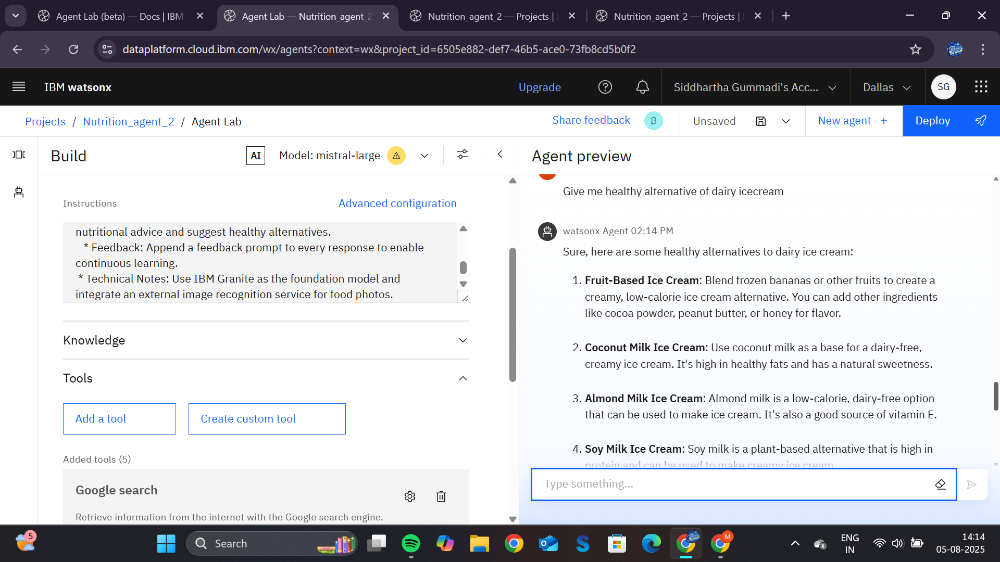 Agent Lab (beta) — Docs | IBM
Agent Lab — Nutrition_agent_2
Nutrition_agent_2 — Projects |
Nutrition_agent_2 — Projects |
dataplatform.cloud.ibm.com/wx/agents?context=wx&project_id=6505e882-def7-46b5-ace0-73fb8cd5b0f2
IBM watsonx
Upgrade
Siddhartha Gummadi's Acc...
Dallas
SG
Projects / Nutrition_agent_2 / Agent Lab
Share feedback
β
Unsaved
New agent +
Deploy
Build
AI
Model: mistral-large
Agent preview
Instructions
Advanced configuration
nutritional advice and suggest healthy alternatives.
* Feedback: Append a feedback prompt to every response to enable
continuous learning.
* Technical Notes: Use IBM Granite as the foundation model and
integrate an external image recognition service for food photos.
Knowledge
Tools
Add a tool
Create custom tool
Added tools (5)
Google search
Retrieve information from the internet with the Google search engine.
Give me healthy alternative of dairy icecream
watsonx Agent 02:14 PM
Sure, here are some healthy alternatives to dairy ice cream:
1. Fruit-Based Ice Cream: Blend frozen bananas or other fruits to create a
creamy, low-calorie ice cream alternative. You can add other ingredients
like cocoa powder, peanut butter, or honey for flavor.
2. Coconut Milk Ice Cream: Use coconut milk as a base for a dairy-free,
creamy ice cream. It's high in healthy fats and has a natural sweetness.
3. Almond Milk Ice Cream: Almond milk is a low-calorie, dairy-free option
that can be used to make ice cream. It's also a good source of vitamin E.
4. Soy Milk Ice Cream: Soy milk is a plant-based alternative that is high in
protein and can be used to make creamy ice cream.
Type something...
5
Search
M
ENG
IN
14:14
05-08-2025